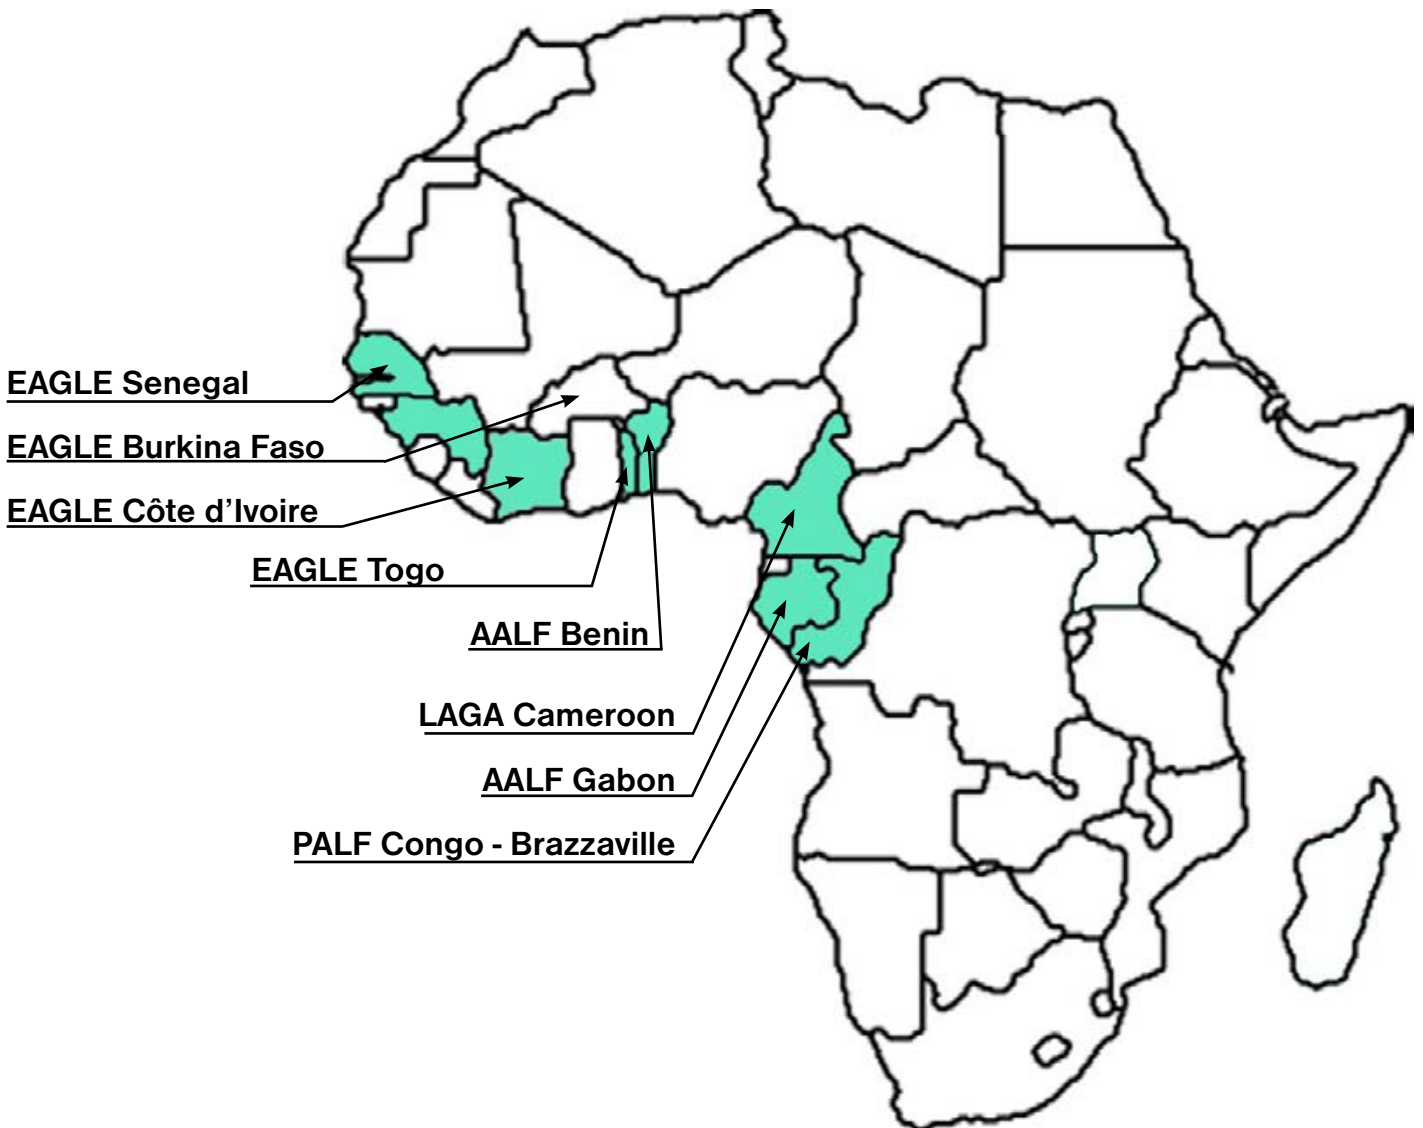 EAGLE Senegal
EAGLE Burkina Faso
EAGLE Côte d'Ivoire
EAGLE Togo
AALF Benin
LAGA Cameroon
AALF Gabon
PALF Congo - Brazzaville